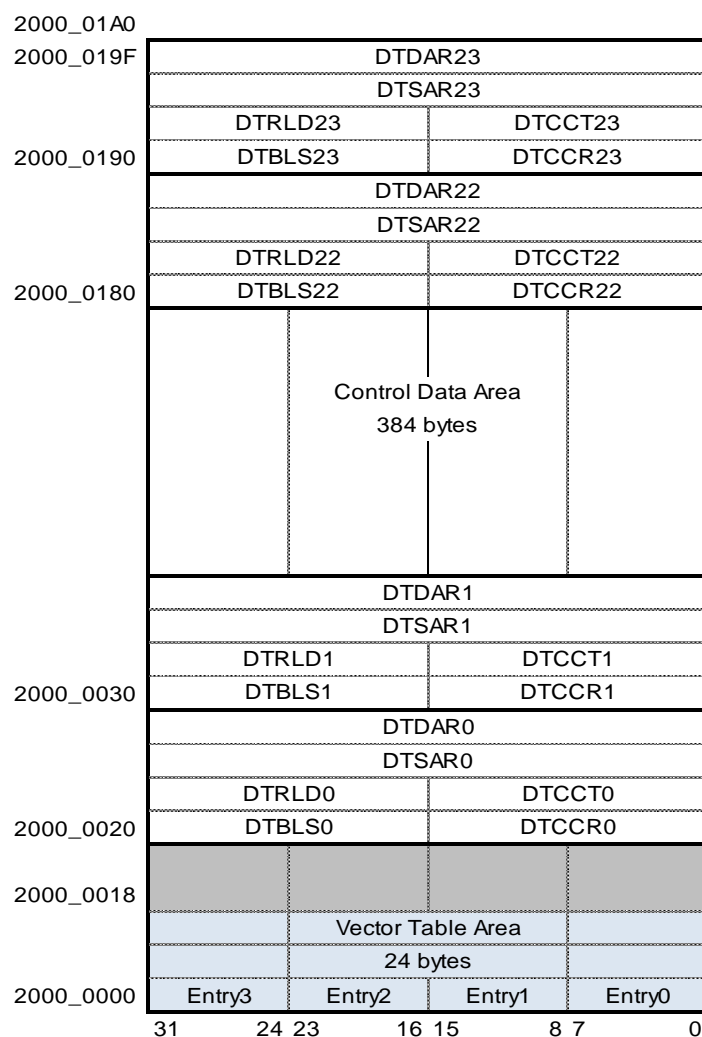 2000_01A0
2000_019F DTDAR23
DTSAR23
DTRLD23 DTCCT23
2000_0190 DTBLS23 DTCCR23
DTDAR22
DTSAR22
DTRLD22 DTCCT22
2000_0180 DTBLS22 DTCCR22
Control Data Area
384 bytes
DTDAR1
DTSAR1
DTRLD1 DTCCT1
2000_0030 DTBLS1 DTCCR1
DTDAR0
DTSAR0
DTRLD0 DTCCT0
2000_0020 DTBLS0 DTCCR0
2000_0018
Vector Table Area
24 bytes
2000_0000 Entry3 Entry2 Entry1 Entry0
31 24 23 16 15 8 7 0